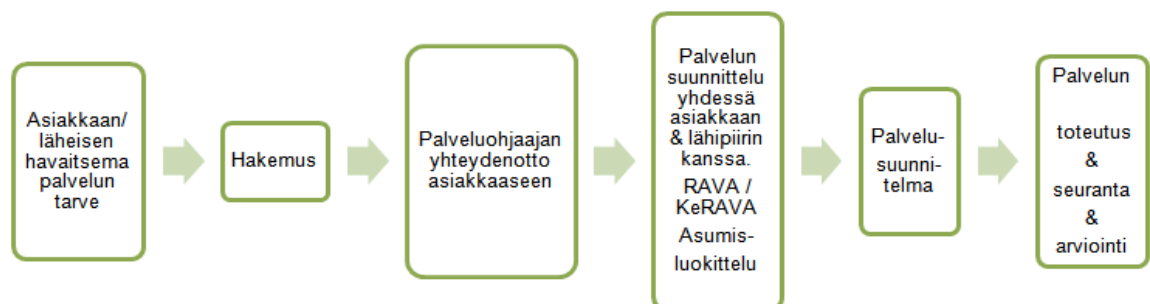 Asiakkaan/
läheisen
havaitsema
palvelun
tarve
Hakemus
Palveluohjaajan
yhteydenotto
asiakkaaseen
Palvelun
suunnittelu
yhdessä
asiakkaan
& lähipiirin
kanssa.
RAVA /
KeRAVA
Asumis-
luokittelu
Palvelu-
suunni-
telma
Palvelun
toteutus
&
seuranta
&
arviointi